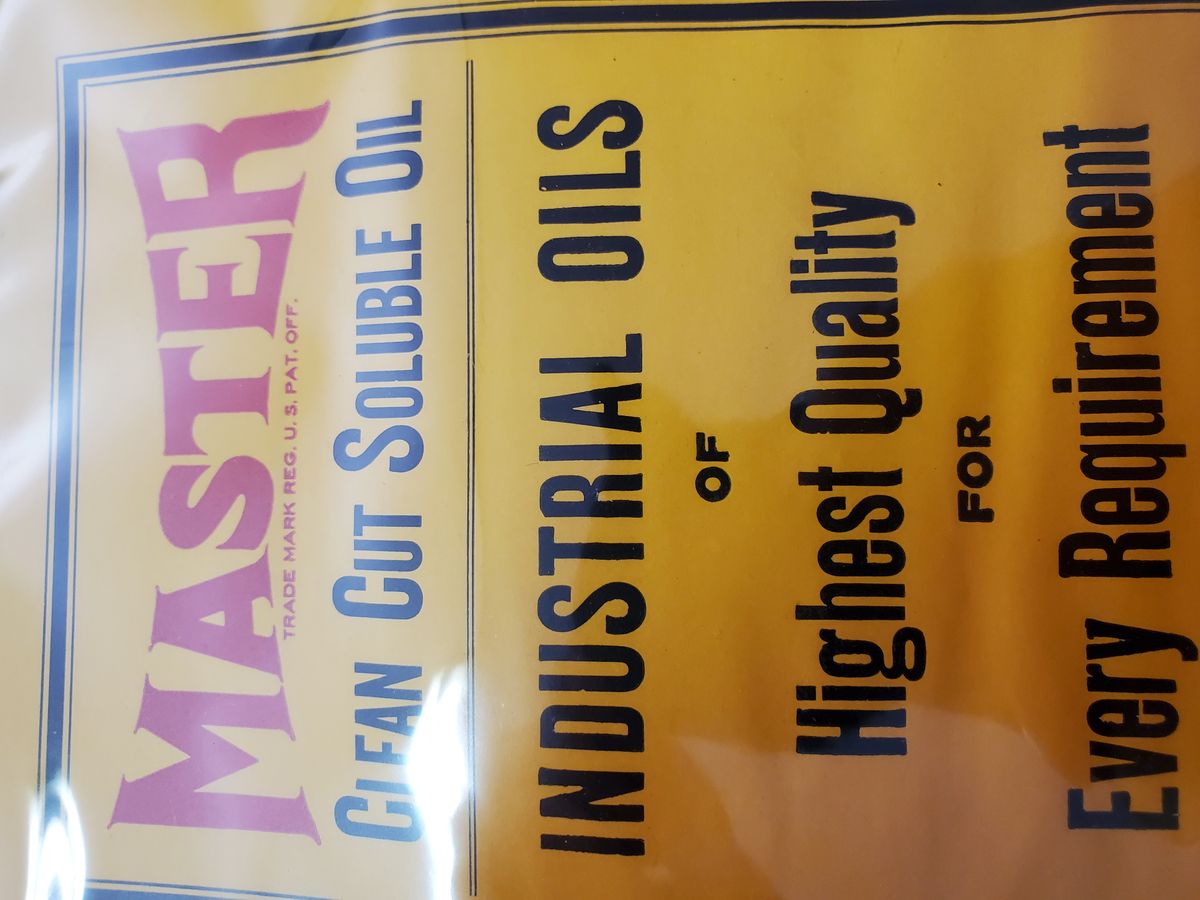 MASTER
TRADE MARK REG. U.S. PAT. OFF.
CLEAN CUT SOLUBLE OIL
INDUSTRIAL OILS
OF
Highest Quality
FOR
Every Requirement